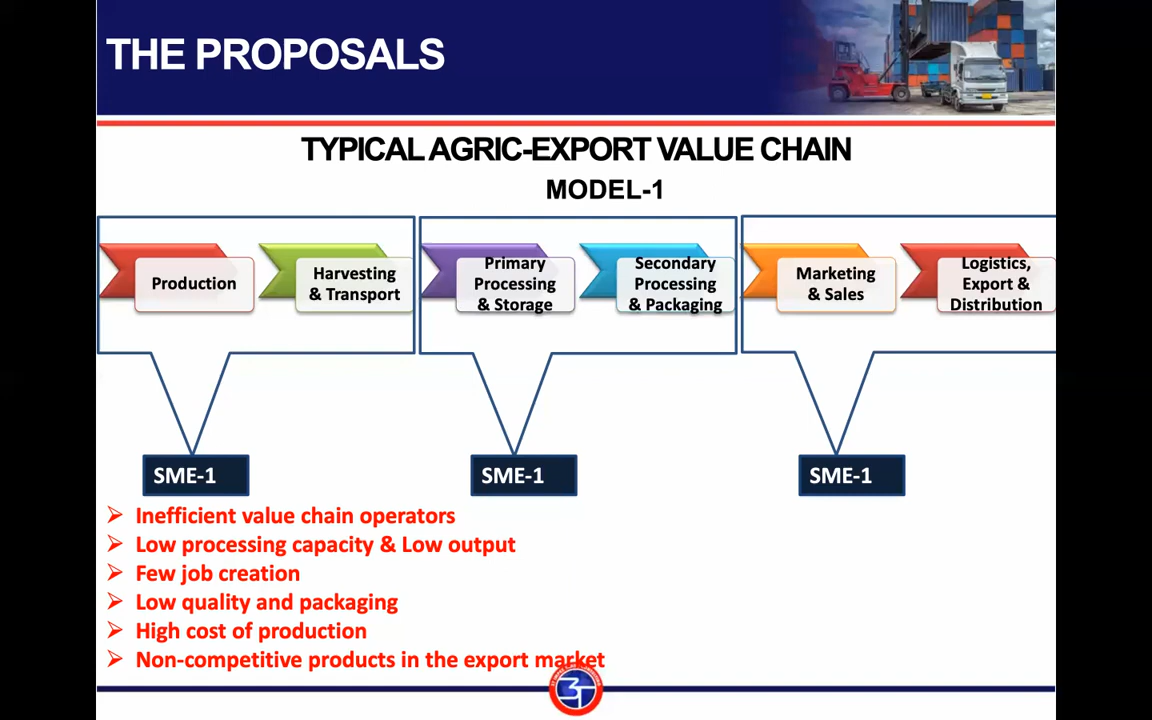 THE PROPOSALS
TYPICAL AGRIC-EXPORT VALUE CHAIN
MODEL-1
Production
Harvesting
& Transport
Primary
Processing
& Storage
Secondary
Processing
& Packaging
Marketing
& Sales
Logistics,
Export &
Distribution
SME-1
SME-1
SME-1
➢ Inefficient value chain operators
➢ Low processing capacity & Low output
➢ Few job creation
➢ Low quality and packaging
➢ High cost of production
➢ Non-competitive products in the export market
3T